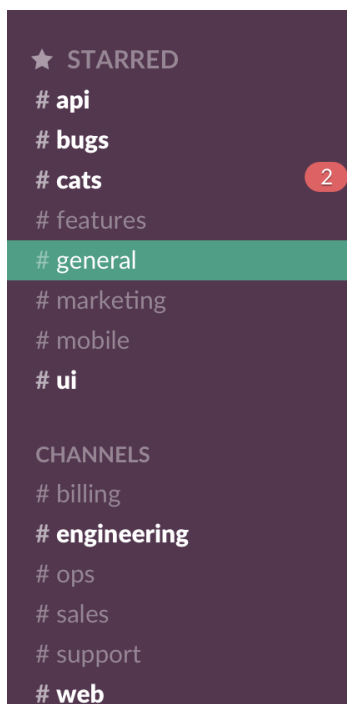 ★ STARRED
# api
# bugs
# cats 2
# features
# general
# marketing
# mobile
# ui
CHANNELS
# billing
# engineering
# ops
# sales
# support
# web